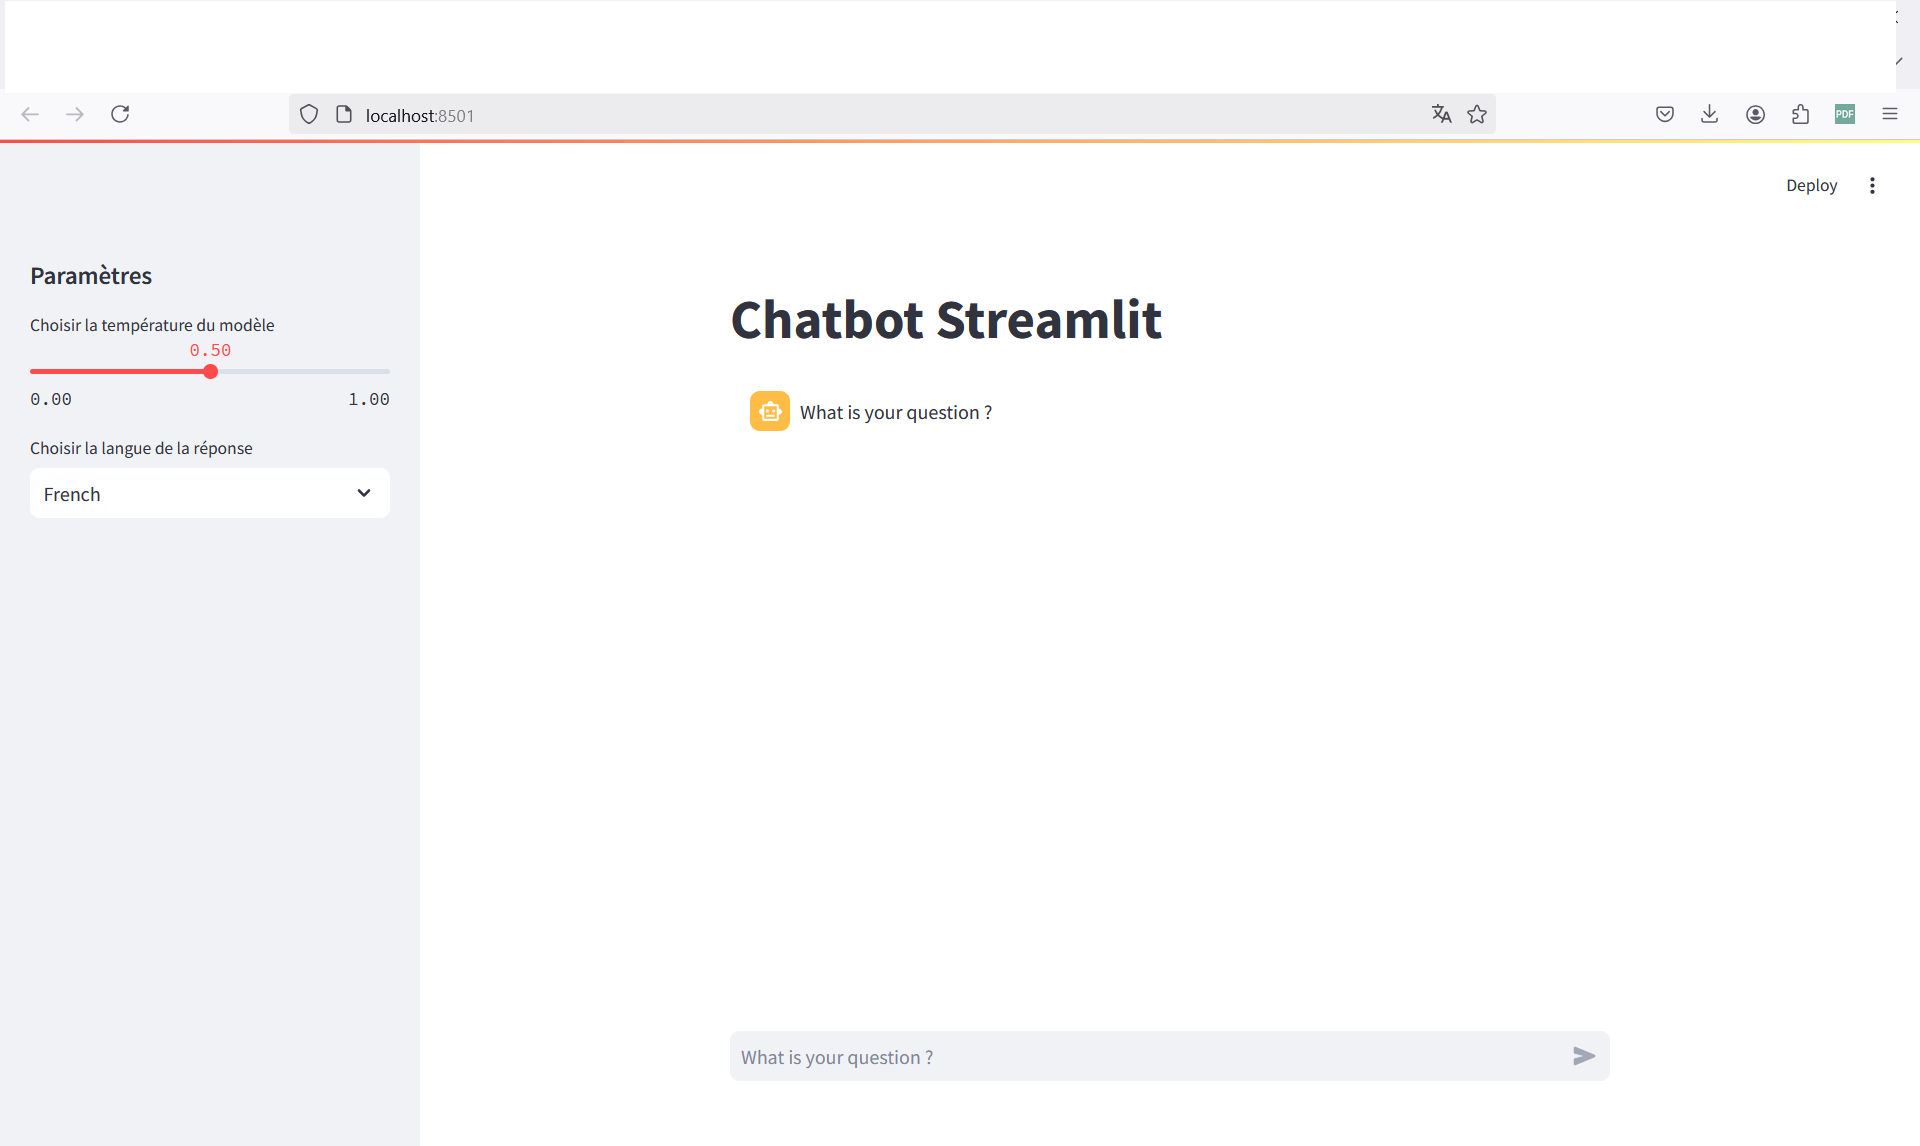 localhost:8501
PDF
Deploy
Paramètres
Choisir la température du modèle
0.50
0.00 1.00
Choisir la langue de la réponse
French
Chatbot Streamlit
What is your question ?
What is your question ?